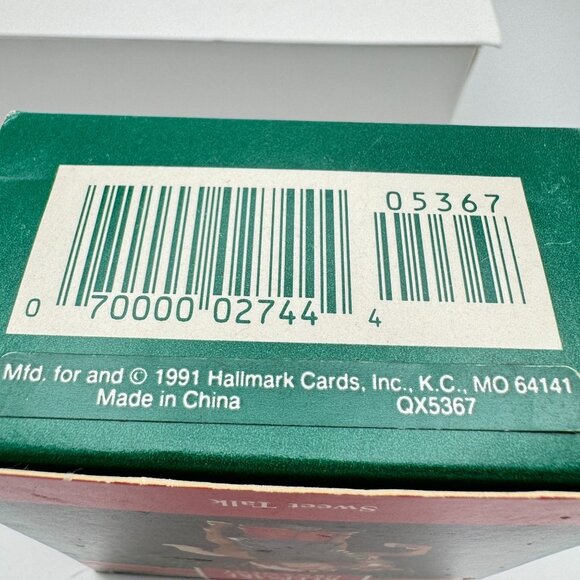 05367
0 70000 02744 4
Mfd. for and © 1991 Hallmark Cards, Inc., K.C., MO 64141
Made in China QX5367
Sweet Talk